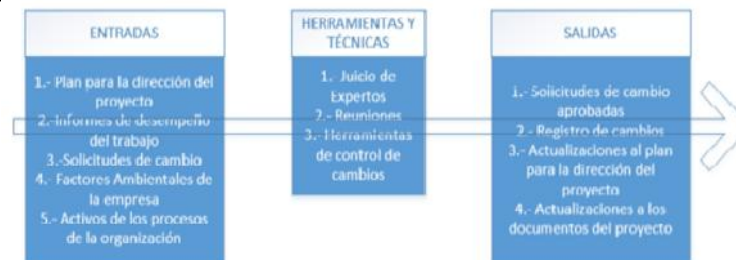 ENTRADAS
1.- Plan para la dirección del
proyecto
2.-Informes de desempeño
del trabajo
3.-Solicitudes de cambio
4.- Factores Ambientales de
la empresa
5.- Activos de los procesos
de la organización
HERRAMIENTAS Y
TÉCNICAS
1.- Juicio de
Expertos
2.- Reuniones
3.- Herramientas
de control de
cambios
SALIDAS
1.- Solicitudes de cambio
aprobadas
2.- Registro de cambios
3.- Actualizaciones al plan
para la dirección del
proyecto
4.- Actualizaciones a los
documentos del proyecto